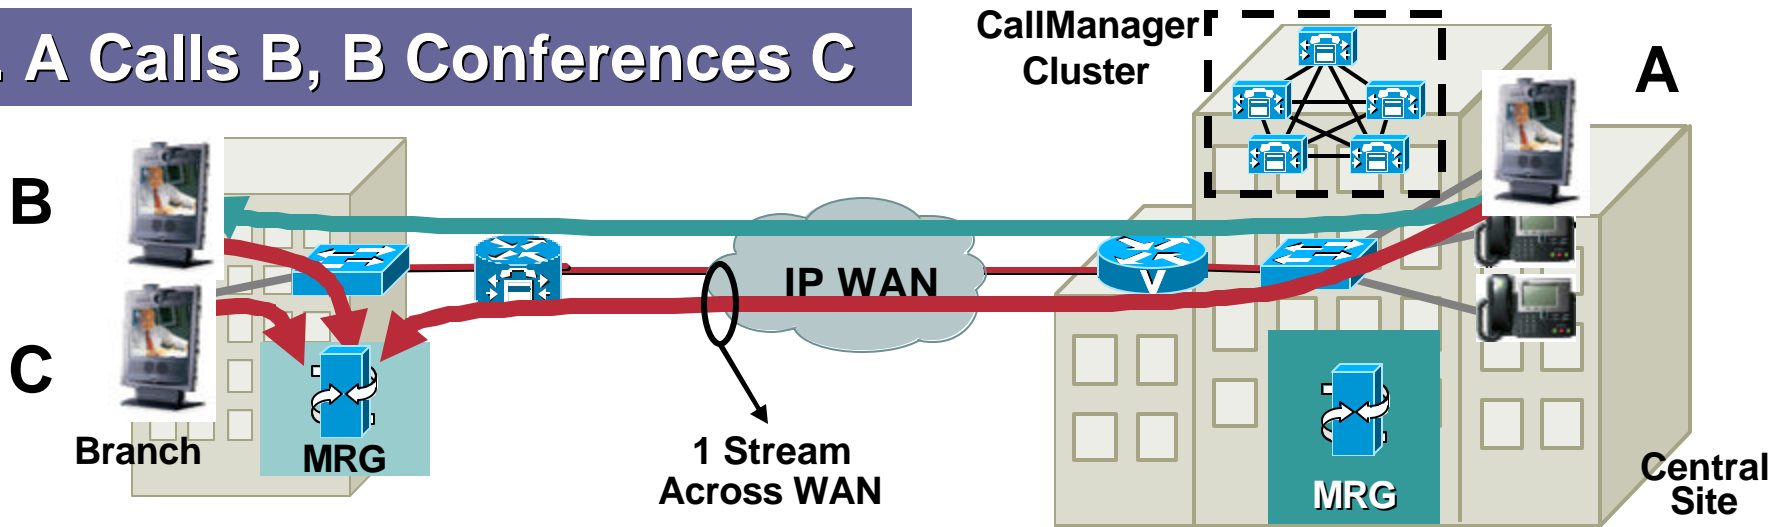 . A Calls B, B Conferences C
CallManager
Cluster
A
B
IP WAN
V
C
Branch
MRG
1 Stream
Across WAN
MRG
Central
Site